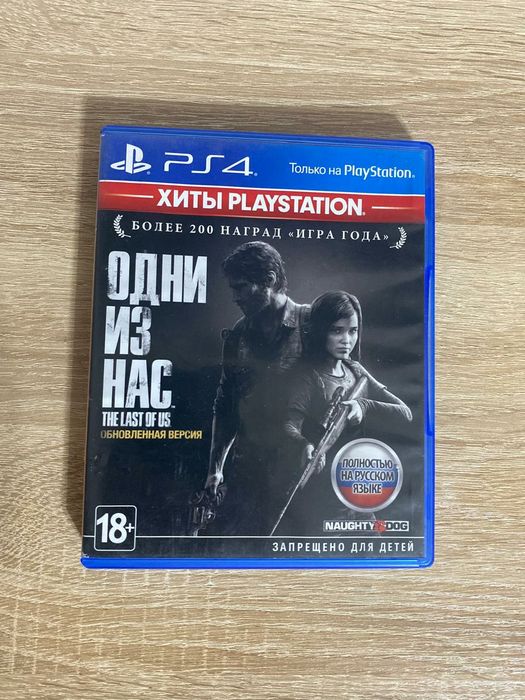 PS4
Только на PlayStation®
ХИТЫ PLAYSTATION®
БОЛЕЕ 200 НАГРАД «ИГРА ГОДА»
ОДНИ
ИЗ
НАС™
THE LAST OF US
ОБНОВЛЕННАЯ ВЕРСИЯ
ПОЛНОСТЬЮ
НА РУССКОМ
ЯЗЫКЕ
18+
NAUGHTY DOG
ЗАПРЕЩЕНО ДЛЯ ДЕТЕЙ